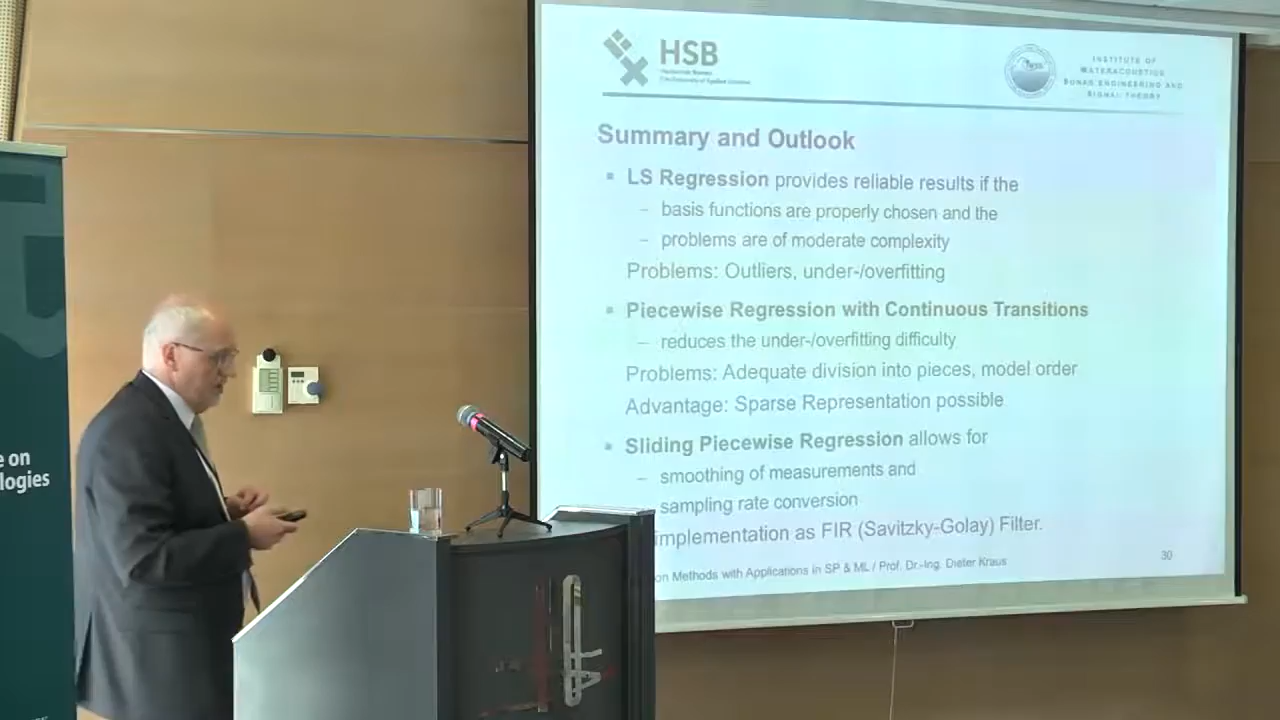 HSB
INSTITUTE OF
WATERACOUSTICS
SONAR ENGINEERING AND
SIGNAL THEORY
Summary and Outlook
▪ LS Regression provides reliable results if the
– basis functions are properly chosen and the
– problems are of moderate complexity
Problems: Outliers, under-/overfitting
▪ Piecewise Regression with Continuous Transitions
– reduces the under-/overfitting difficulty
Problems: Adequate division into pieces, model order
Advantage: Sparse Representation possible
▪ Sliding Piecewise Regression allows for
– smoothing of measurements and
sampling rate conversion
implementation as FIR (Savitzky-Golay) Filter.
on Methods with Applications in SP & ML / Prof. Dr.-Ing. Dieter Kraus
30
e on
logies